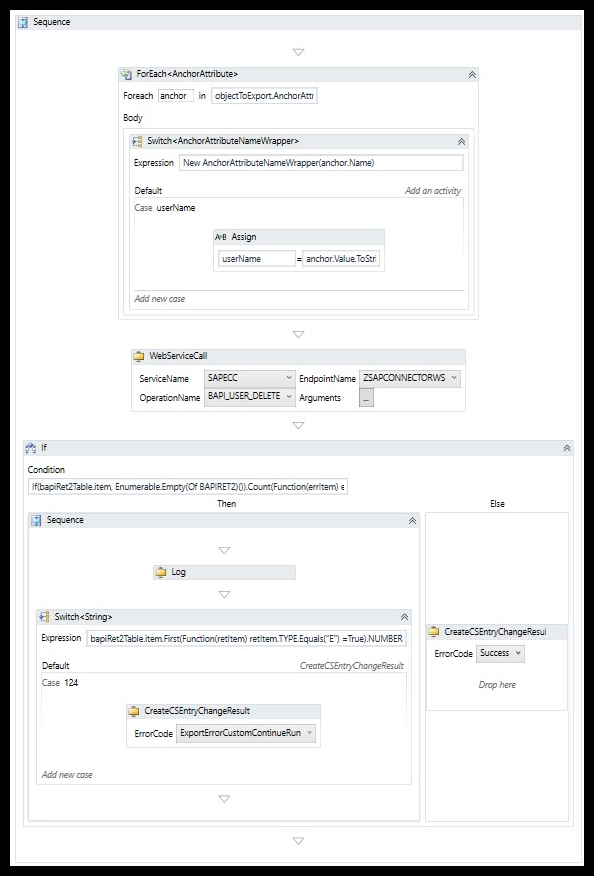 Sequence
ForEach<AnchorAttribute>
Foreach anchor in objectToExport.AnchorAttr
Body
Switch<AnchorAttributeNameWrapper>
Expression New AnchorAttributeNameWrapper(anchor.Name)
Default Add an activity
Case userName
A+B Assign
userName = anchor.Value.ToStri
Add new case
WebServiceCall
ServiceName SAPECC EndpointName ZSAPCONNECTORWS
OperationName BAPI_USER_DELETE Arguments ...
If
Condition
If(bapiRet2Table.item, Enumerable.Empty(Of BAPIRET2)()).Count(Function(errItem) e
Then Else
Sequence
Log
Switch<String>
Expression bapiRet2Table.item.First(Function(retItem) retItem.TYPE.Equals("E") =True).NUMBER
Default CreateCSEntryChangeResult
Case 124
CreateCSEntryChangeResult
ErrorCode ExportErrorCustomContinueRun
Add new case
CreateCSEntryChangeResul
ErrorCode Success
Drop here